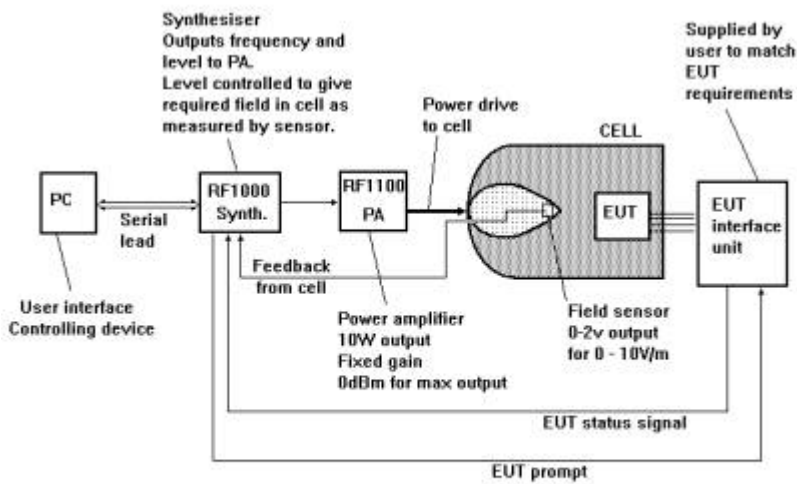 Synthesiser
Outputs frequency and
level to PA.
Level controlled to give
required field in cell as
measured by sensor.
Supplied by
user to match
EUT
requirements
Power drive
to cell
CELL
PC
RF1000
Synth.
RF1100
PA
EUT
EUT
interface
unit
Serial
lead
Feedback
from cell
User interface
Controlling device
Power amplifier
10W output
Fixed gain
0dBm for max output
Field sensor
0-2v output
for 0 - 10V/m
EUT status signal
EUT prompt